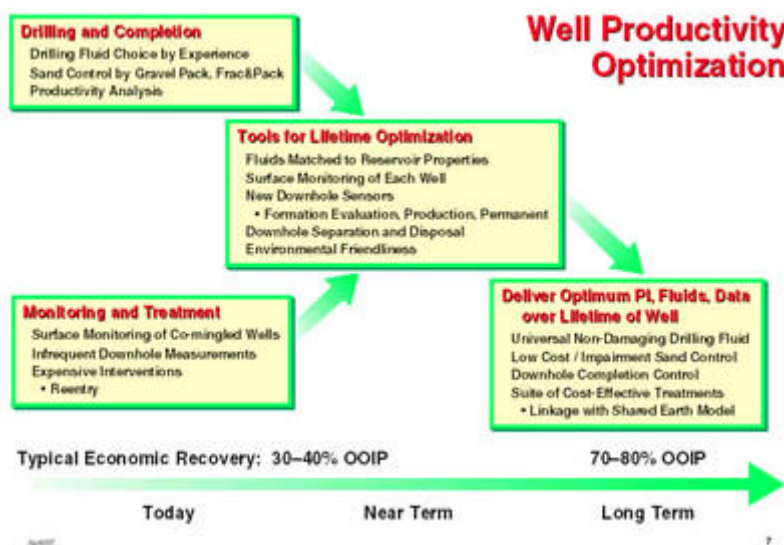 Well Productivity
Optimization
Drilling and Completion
Drilling Fluid Choice by Experience
Sand Control by Gravel Pack, Frac&Pack
Productivity Analysis
Tools for Lifetime Optimization
Fluids Matched to Reservoir Properties
Surface Monitoring of Each Well
New Downhole Sensors
• Formation Evaluation, Production, Permanent
Downhole Separation and Disposal
Environmental Friendliness
Monitoring and Treatment
Surface Monitoring of Co-mingled Wells
Infrequent Downhole Measurements
Expensive Interventions
• Reentry
Deliver Optimum PI, Fluids, Data
over Lifetime of Well
Universal Non-Damaging Drilling Fluid
Low Cost / Impairment Sand Control
Downhole Completion Control
Suite of Cost-Effective Treatments
• Linkage with Shared Earth Model
Typical Economic Recovery: 30–40% OOIP 70–80% OOIP
Today Near Term Long Term
7